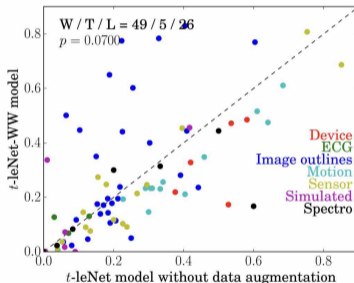 W / T / L = 49 / 5 / 26
p = 0.0700
0.8
0.6
0.4
0.2
0.0
t-leNet-WW model
Device
ECG
Image outlines
Motion
Sensor
Simulated
Spectro
0.0
0.2
0.4
0.6
0.8
t-leNet model without data augmentation